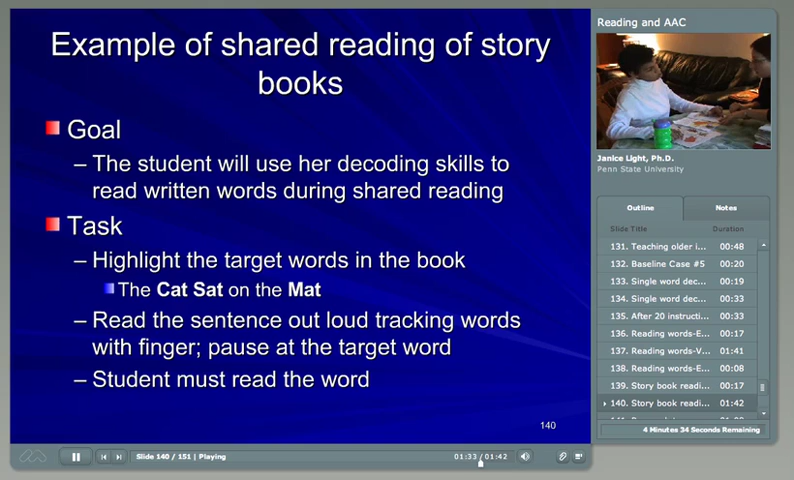 Example of shared reading of story
books
Goal
– The student will use her decoding skills to
read written words during shared reading
Task
– Highlight the target words in the book
The Cat Sat on the Mat
– Read the sentence out loud tracking words
with finger; pause at the target word
– Student must read the word
140
Slide 140 / 151 | Playing
01:33 / 01:42
Reading and AAC
Janice Light, Ph.D.
Penn State University
Outline Notes
Slide Title Duration
131. Teaching older i... 00:48
132. Baseline Case #5 00:20
133. Single word dec... 00:19
134. Single word dec... 00:33
135. After 20 instructi... 00:33
136. Reading words-E... 00:17
137. Reading words-V... 01:41
138. Reading words-E... 00:08
139. Story book readi... 00:17
140. Story book readi... 01:42
4 Minutes 34 Seconds Remaining